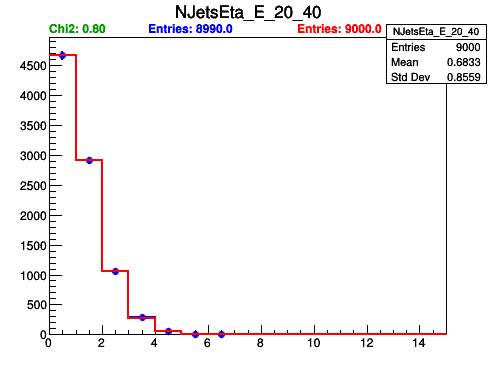 NJetsEta_E_20_40
Chi2: 0.80 Entries: 8990.0 Entries: 9000.0
NJetsEta_E_20_40
Entries 9000
Mean 0.6833
Std Dev 0.8559
4500
4000
3500
3000
2500
2000
1500
1000
500
0
0 2 4 6 8 10 12 14